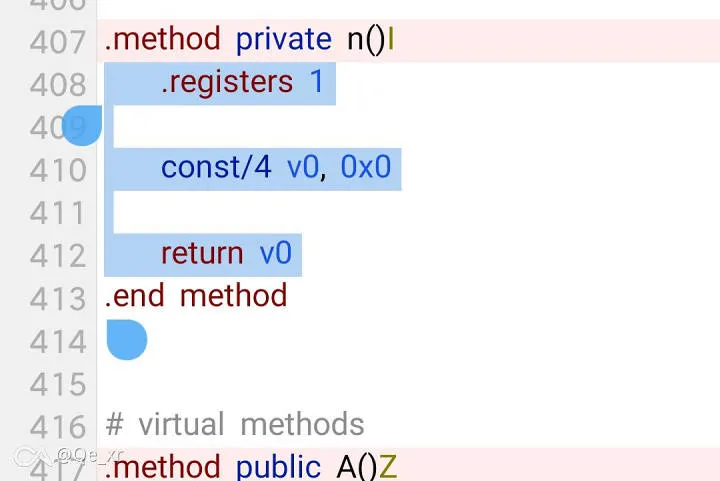 406
407 .method private n()I
408 .registers 1
409
410 const/4 v0, 0x0
411
412 return v0
413 .end method
414
415
416 # virtual methods
417 .method public A()Z
@Qe_xr